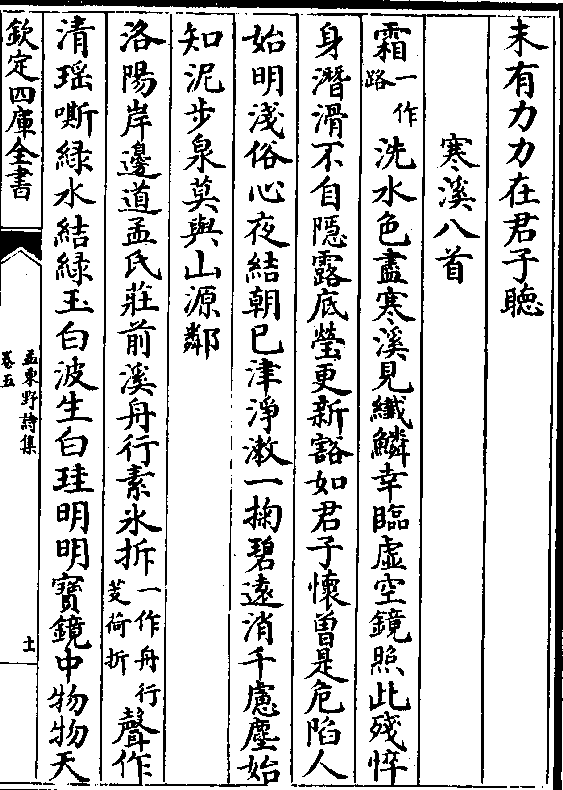 未有力力在君子聽
寒溪八首
霜一作路洗水色盡寒溪見纖鱗幸臨虛空鏡照此殘悴
身潛滑不自隱露底瑩更新豁如君子懷曾是危陷人
始明淺俗心夜結朝已津淨漱一掬碧遠消千慮塵始
知泥步泉莫與山源鄰
洛陽岸邊道孟氏莊前溪舟行素氷拆一作舟行芰荷折聲作
清瑶嘶緑水結緑玉白波生白珪明明寶鏡中物物天
欽定四庫全書
孟東野詩集
卷五
十